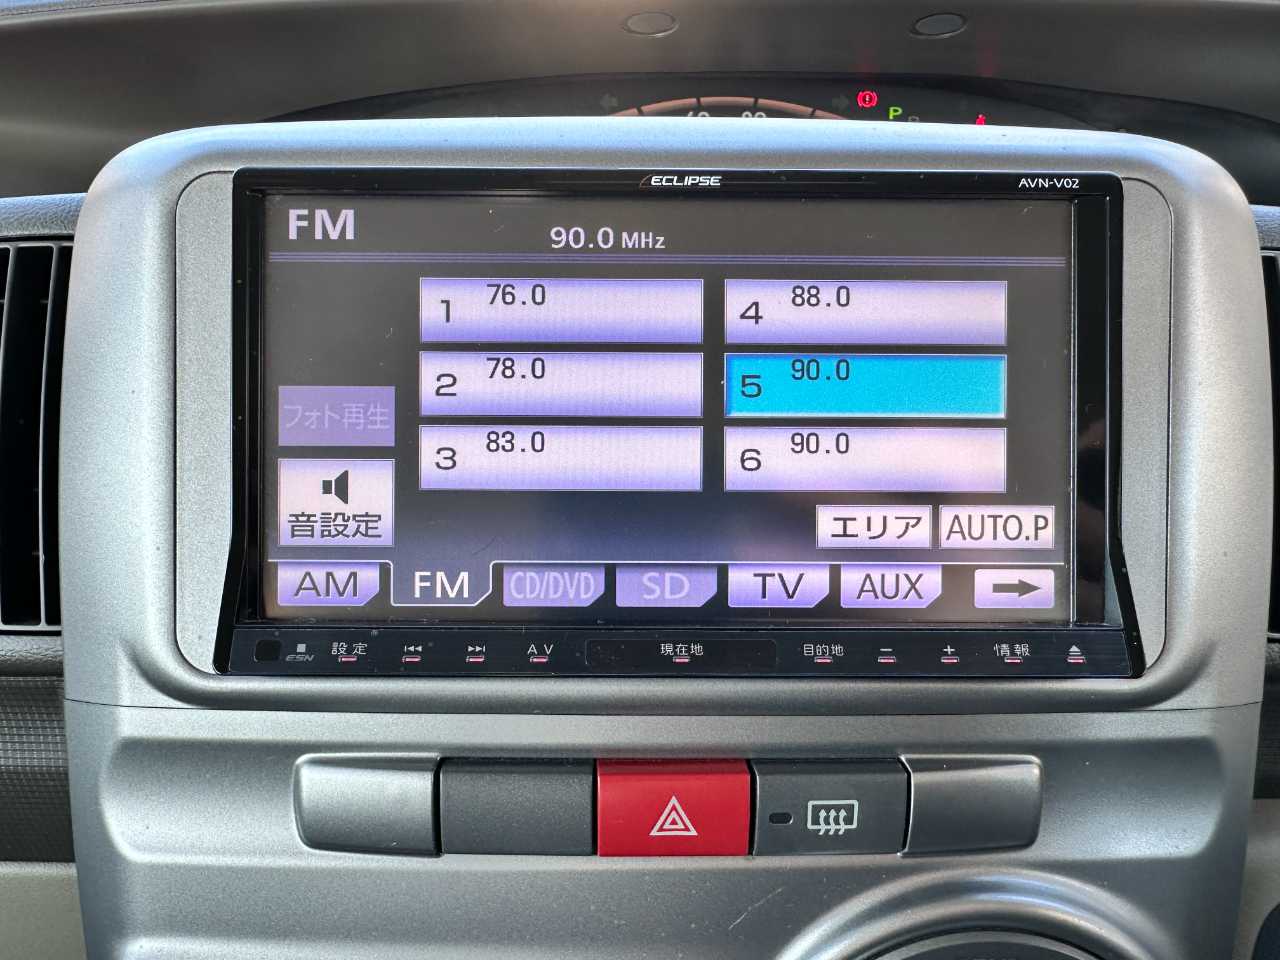 P
ECLIPSE
AVN-V02
FM
90.0 MHz
1 76.0
4 88.0
2 78.0
5 90.0
3 83.0
6 90.0
フォト再生
音設定
エリア
AUTO.P
AM
FM
CD/DVD
SD
TV
AUX
ESN
設定
AV
現在地
目的地
−
+
情報